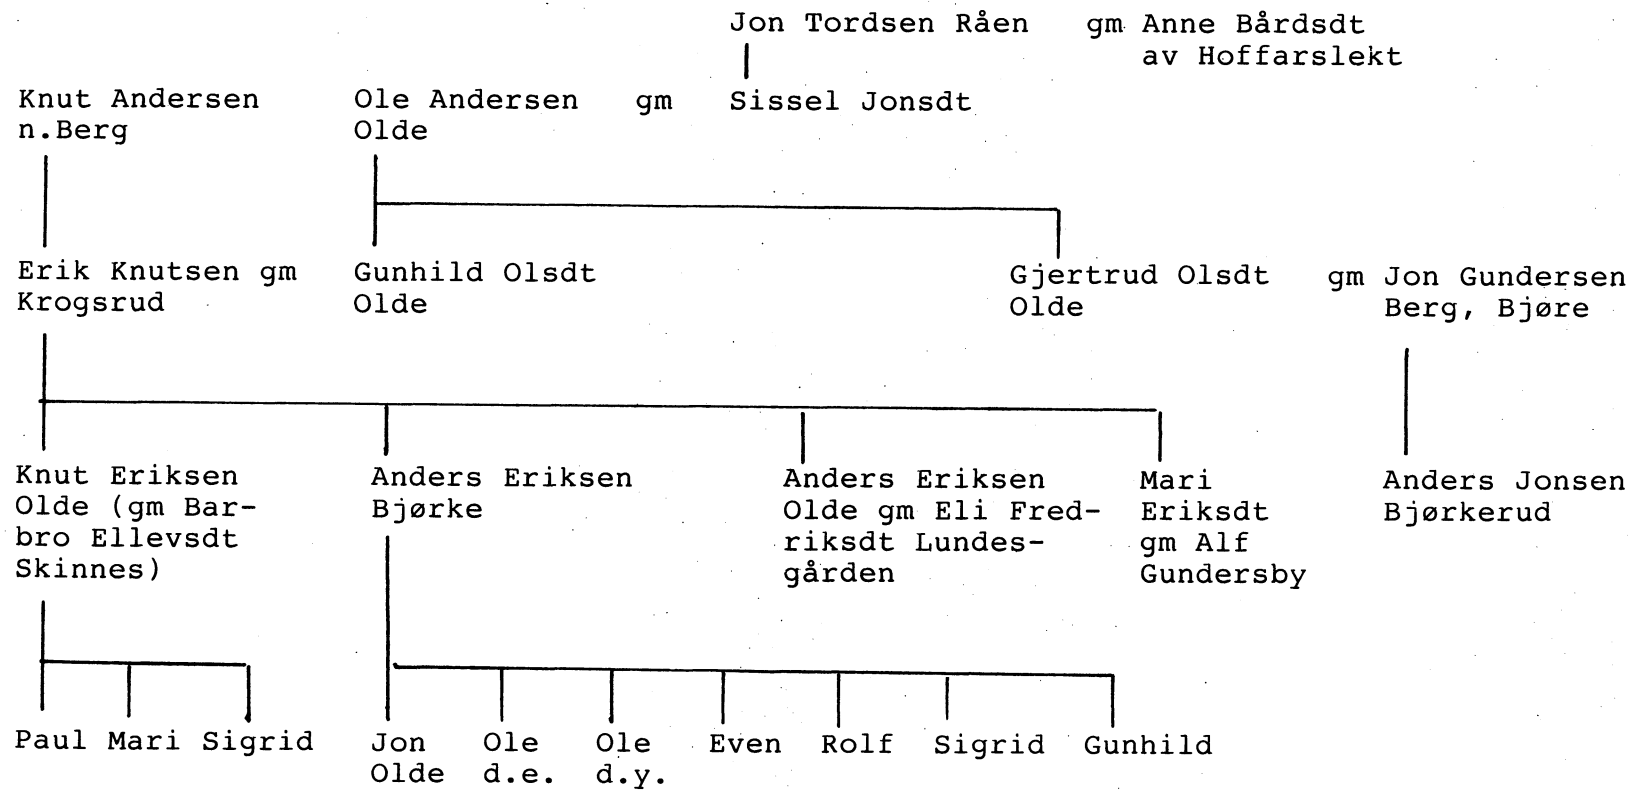 Jon Tordsen Råen gm Anne Bårdsdt
av Hoffarslekt
Knut Andersen Ole Andersen gm Sissel Jonsdt
n.Berg Olde
Erik Knutsen gm Gunhild Olsdt Gjertrud Olsdt gm Jon Gundersen
Krogsrud Olde Olde Berg, Bjøre
Knut Eriksen Anders Eriksen Anders Eriksen Mari Anders Jonsen
Olde (gm Bar- Bjørke Olde gm Eli Fred- Eriksdt Bjørkerud
bro Ellevsdt riksdt Lundes- gm Alf
Skinnes) gården Gundersby
Paul Mari Sigrid Jon Ole Ole Even Rolf Sigrid Gunhild
Olde d.e. d.y.